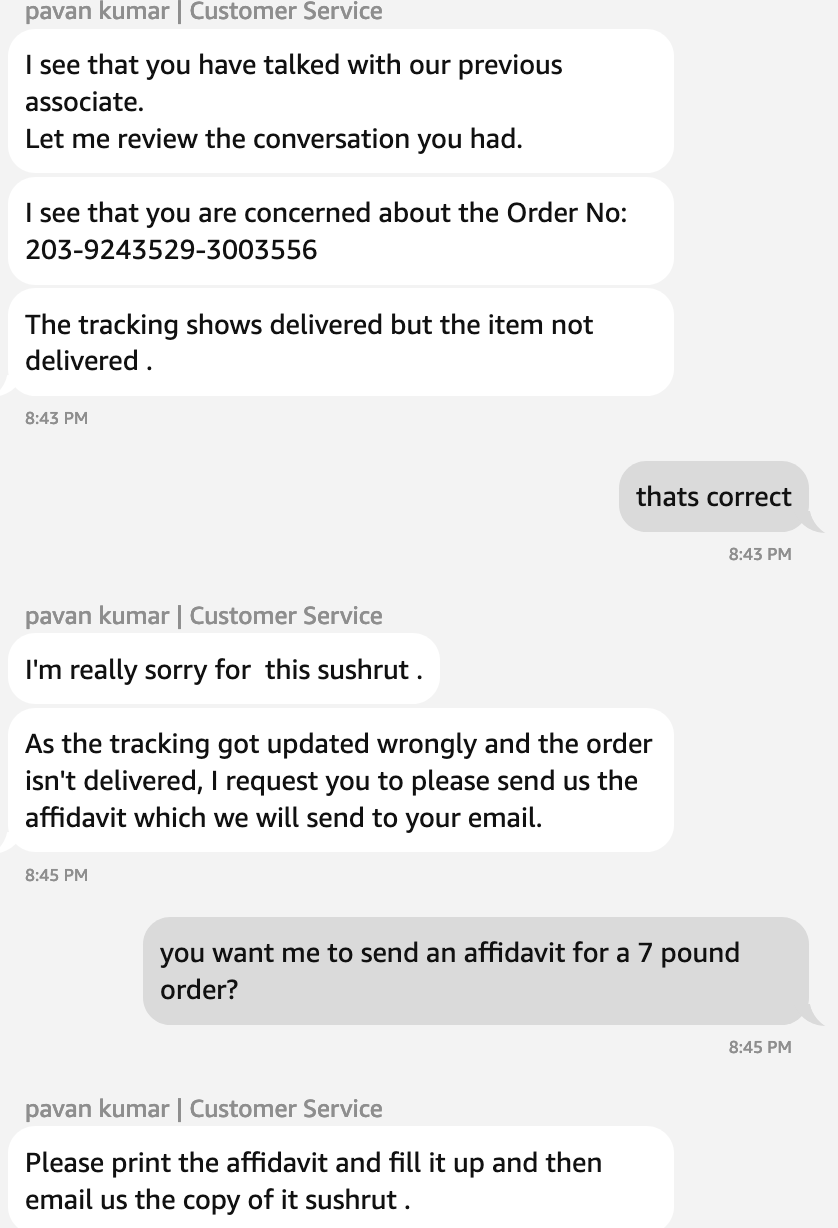 pavan kumar | Customer Service
I see that you have talked with our previous
associate.
Let me review the conversation you had.
I see that you are concerned about the Order No:
203-9243529-3003556
The tracking shows delivered but the item not
delivered .
8:43 PM
thats correct
8:43 PM
pavan kumar | Customer Service
I'm really sorry for  this sushrut .
As the tracking got updated wrongly and the order
isn't delivered, I request you to please send us the
affidavit which we will send to your email.
8:45 PM
you want me to send an affidavit for a 7 pound
order?
8:45 PM
pavan kumar | Customer Service
Please print the affidavit and fill it up and then
email us the copy of it sushrut .